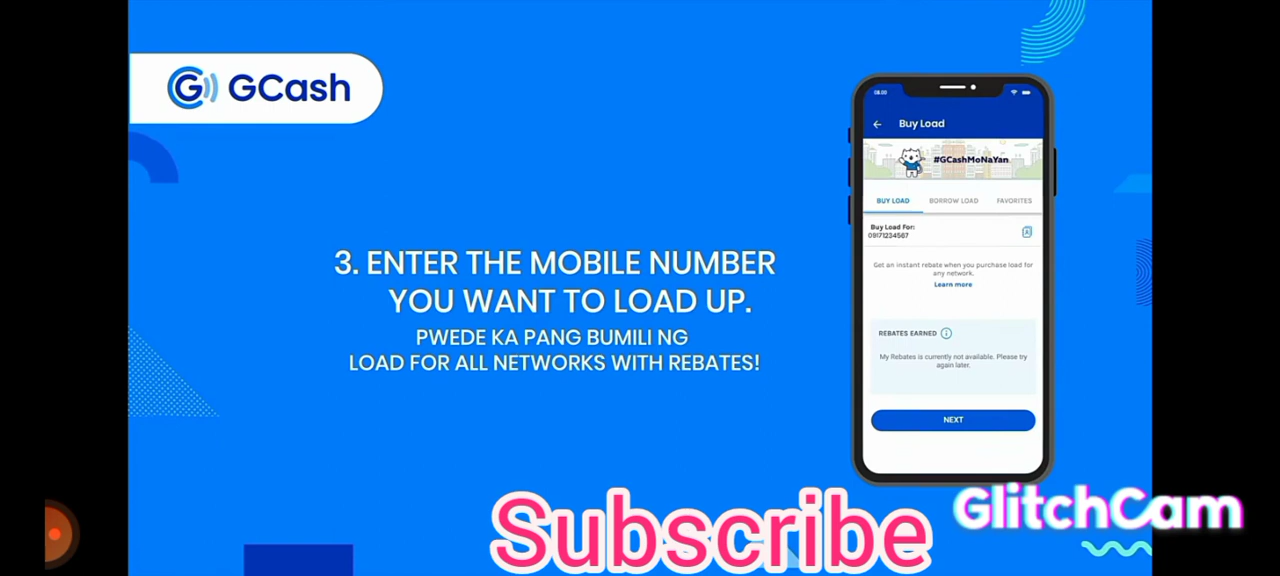 GCash
3. ENTER THE MOBILE NUMBER
YOU WANT TO LOAD UP.
PWEDE KA PANG BUMILI NG
LOAD FOR ALL NETWORKS WITH REBATES!
08.00
Buy Load
#GCashMoNaYan
BUY LOAD BORROW LOAD FAVORITES
Buy Load For:
09171234567
Get an instant rebate when you purchase load for
any network.
Learn more
REBATES EARNED
My Rebates is currently not available. Please try
again later.
NEXT
Subscribe
GlitchCam